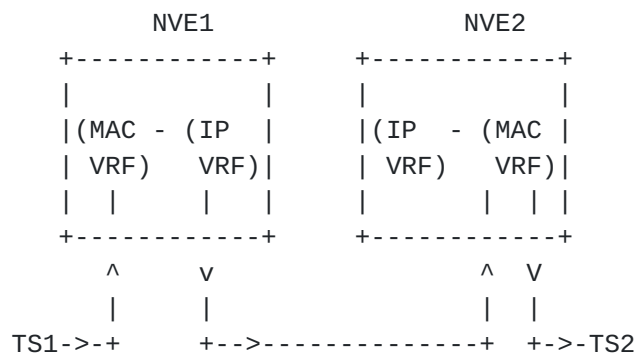 NVE1              NVE2
   +------------+    +------------+
   |            |    |            |
   |(MAC - (IP  |    |(IP  - (MAC |
   | VRF)   VRF)|    | VRF)   VRF)|
   |  |     |   |    |       |  | |
   +------------+    +------------+
      ^     v                ^  V
      |     |                |  |
TS1->-+     +-->-------------+  +->-TS2